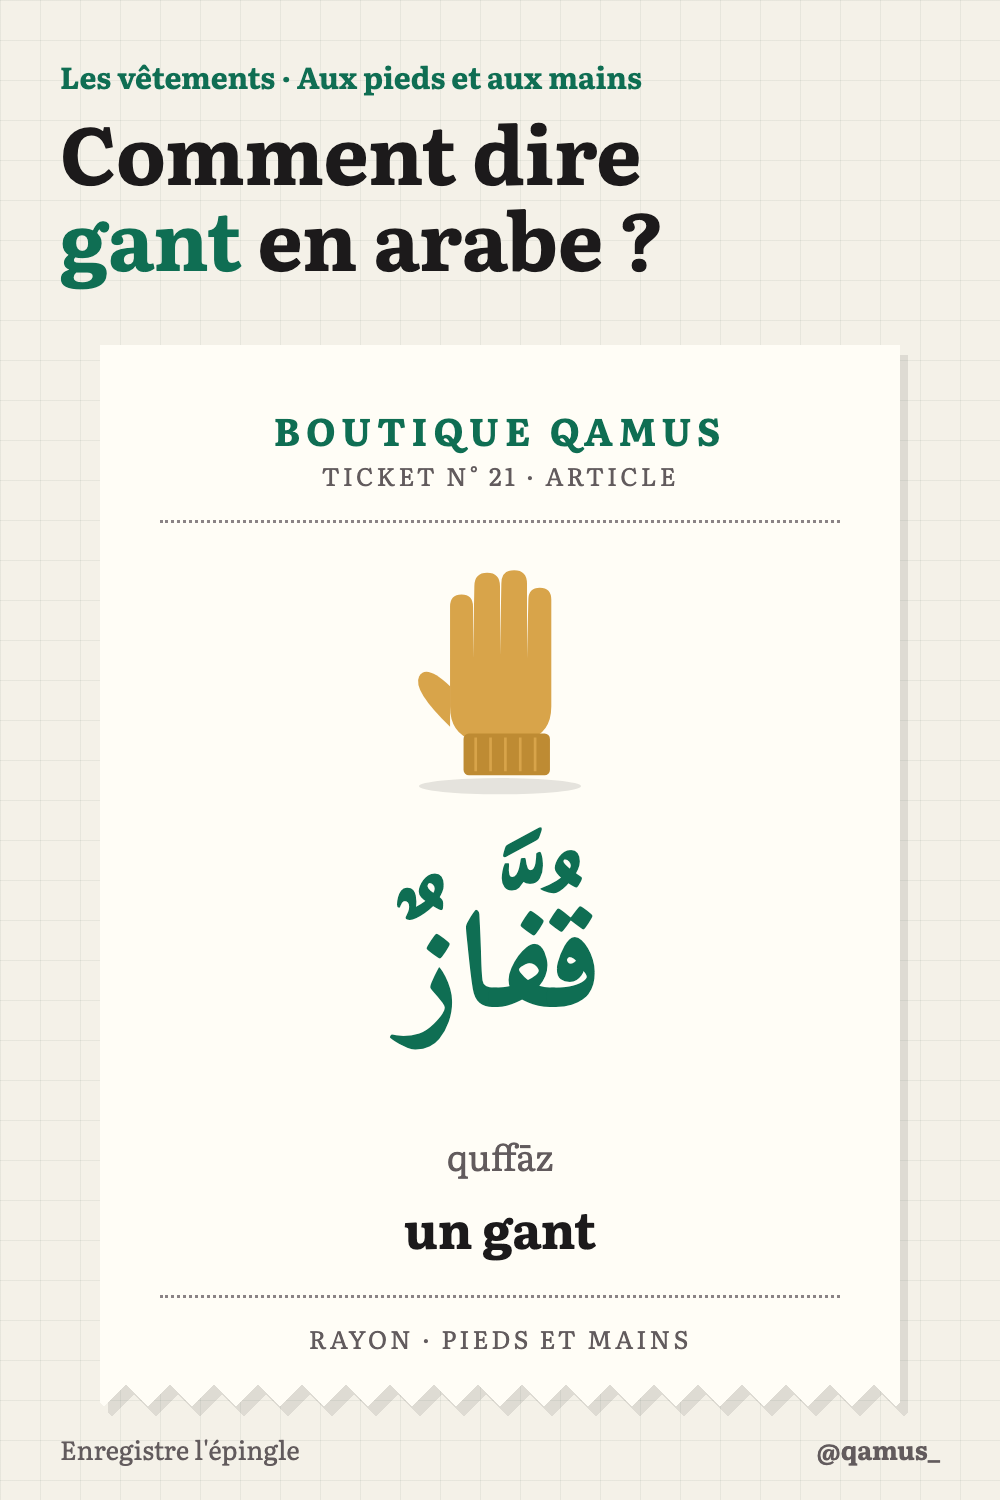 Les vêtements · Aux pieds et aux mains
Comment dire
gant en arabe ?
BOUTIQUE QAMUS
TICKET N° 21 · ARTICLE
قُفَّازٌ
quffāz
un gant
RAYON · PIEDS ET MAINS
Enregistre l'épingle
@qamus_